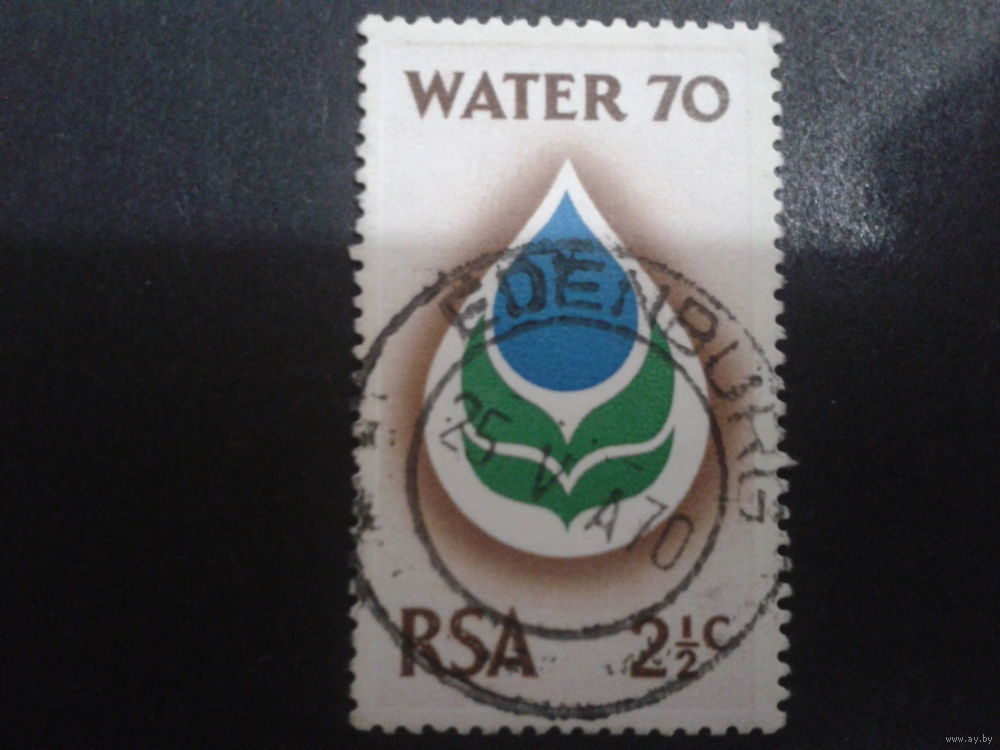 WATER 70
EDENBURG
25 V 70
RSA 2½c
www.ay.by